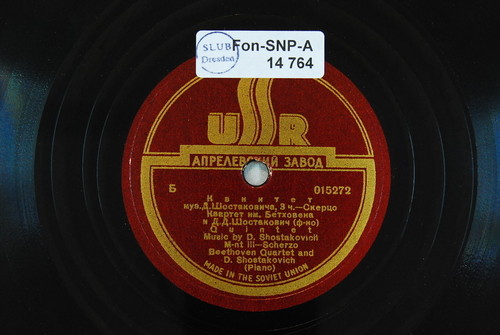 SLUB
Dresden
Fon-SNP-A
14 764
USSR
АПРЕЛЕВСКИЙ ЗАВОД
Б 015272
Квинтет
муз. Д. Шостаковича, 3 ч.—Скерцо
Квартет им. Бетховена
и Д. Д. Шостакович (ф-но)
Quintet
Music by D. Shostakovich
M-nt III—Scherzo
Beethoven Quartet and
D. Shostakovich
(Piano)
MADE IN THE SOVIET UNION